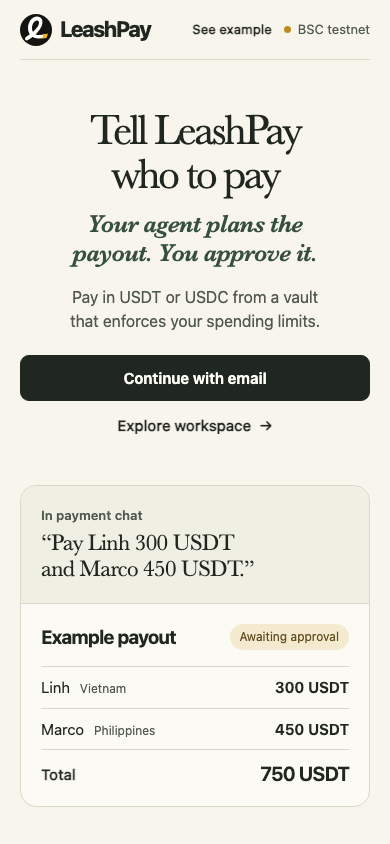 LeashPay
See example
BSC testnet
Tell LeashPay
who to pay
Your agent plans the
payout. You approve it.
Pay in USDT or USDC from a vault
that enforces your spending limits.
Continue with email
Explore workspace →
In payment chat
“Pay Linh 300 USDT
and Marco 450 USDT.”
Example payout
Awaiting approval
Linh Vietnam 300 USDT
Marco Philippines 450 USDT
Total 750 USDT